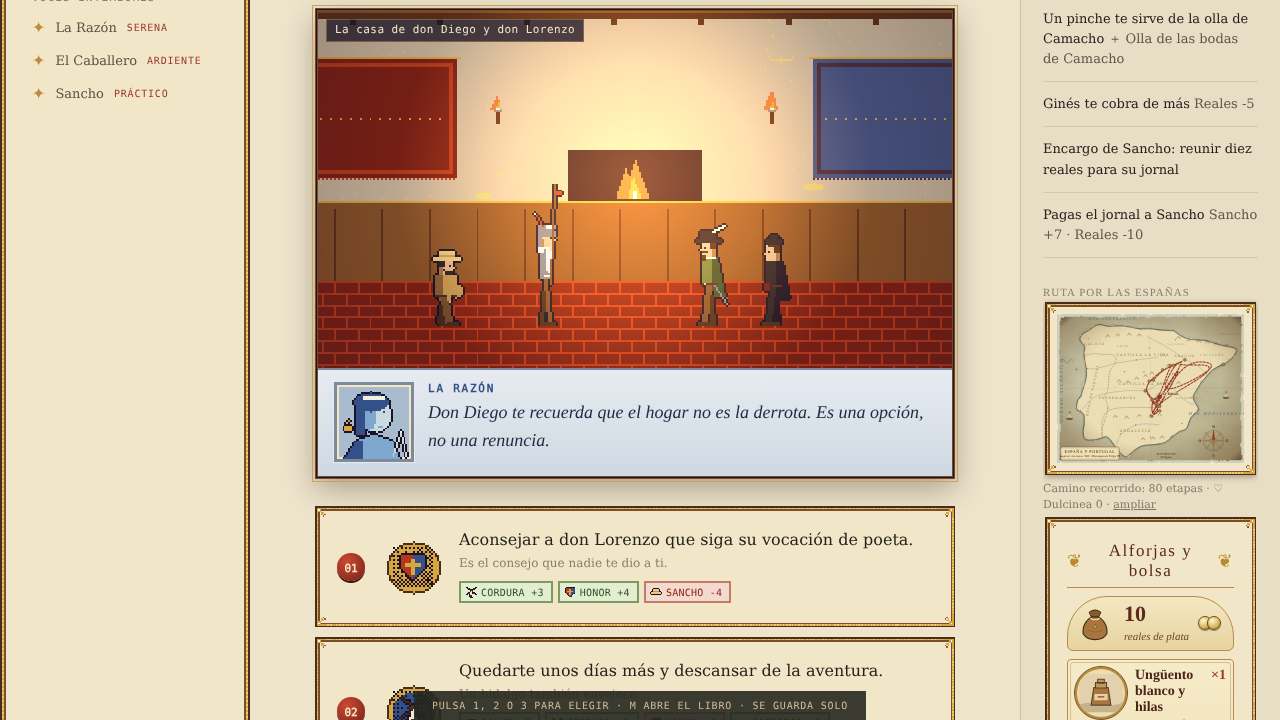 La Razón SERENA
El Caballero ARDIENTE
Sancho PRÁCTICO
La casa de don Diego y don Lorenzo
LA RAZÓN
Don Diego te recuerda que el hogar no es la derrota. Es una opción,
no una renuncia.
01
Aconsejar a don Lorenzo que siga su vocación de poeta.
Es el consejo que nadie te dio a ti.
CORDURA +3 HONOR +4 SANCHO -4
02
Quedarte unos días más y descansar de la aventura.
PULSA 1, 2 O 3 PARA ELEGIR · M ABRE EL LIBRO · SE GUARDA SOLO
Un pinche te sirve de la olla de
Camacho + Olla de las bodas
de Camacho
Ginés te cobra de más Reales -5
Encargo de Sancho: reunir diez
reales para su jornal
Pagas el jornal a Sancho Sancho
+7 · Reales -10
RUTA POR LAS ESPAÑAS
ESPAÑA Y PORTUGAL
Camino recorrido: 80 etapas · ♡
Dulcinea 0 · ampliar
Alforjas y
bolsa
10
reales de plata
Ungüento ×1
blanco y
hilas